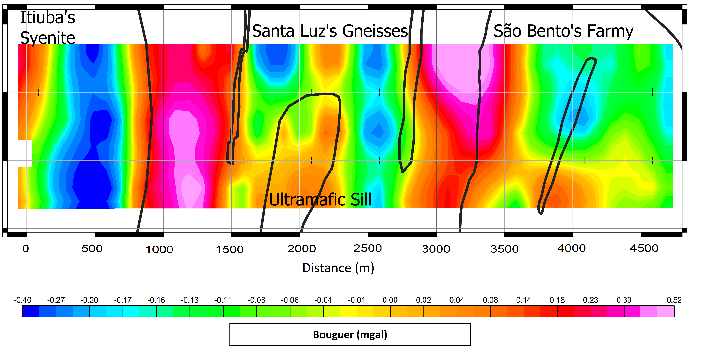 Itiuba's
Syenite
Santa Luz's Gneisses
São Bento's Farmy
Ultramafic Sill
0 500 1000 1500 2000 2500 3000 3500 4000 4500
Distance (m)
-0.40 -0.27 -0.20 -0.17 -0.16 -0.13 -0.11 -0.08 -0.06 -0.04 -0.01 0.00 0.02 0.04 0.08 0.14 0.18 0.23 0.30 0.52
Bouguer (mgal)